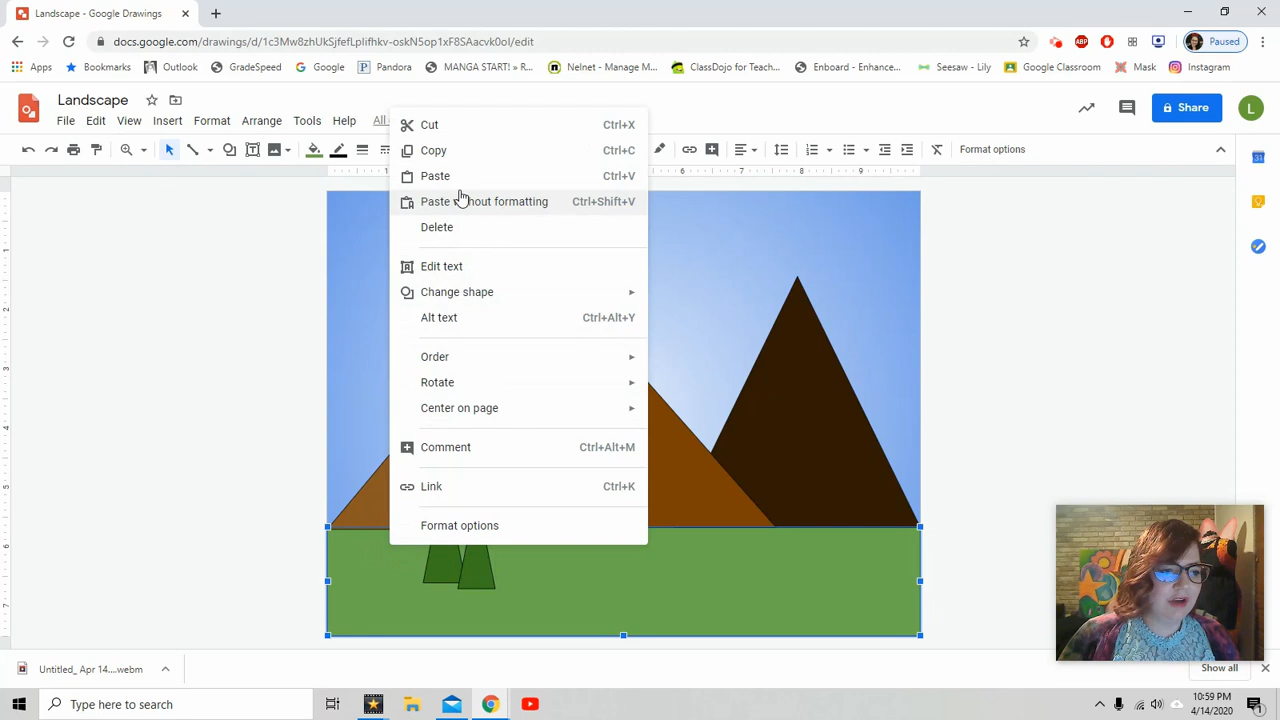 Landscape - Google Drawings
docs.google.com/drawings/d/1c3Mw8zhUkSjfefLpIifhkv-oskN5op1xF8SAacvk0eI/edit
Paused
Apps Bookmarks Outlook GradeSpeed Google Pandora MANGA START! » R... Nelnet - Manage M... ClassDojo for Teac... Enboard - Enhance... Seesaw - Lily Google Classroom Mask Instagram
Landscape
File Edit View Insert Format Arrange Tools Help All
Share
L
Format options
Cut Ctrl+X
Copy Ctrl+C
Paste Ctrl+V
Paste without formatting Ctrl+Shift+V
Delete
Edit text
Change shape
Alt text Ctrl+Alt+Y
Order
Rotate
Center on page
Comment Ctrl+Alt+M
Link Ctrl+K
Format options
Untitled_ Apr 14....webm
Show all
Type here to search
10:59 PM
4/14/2020